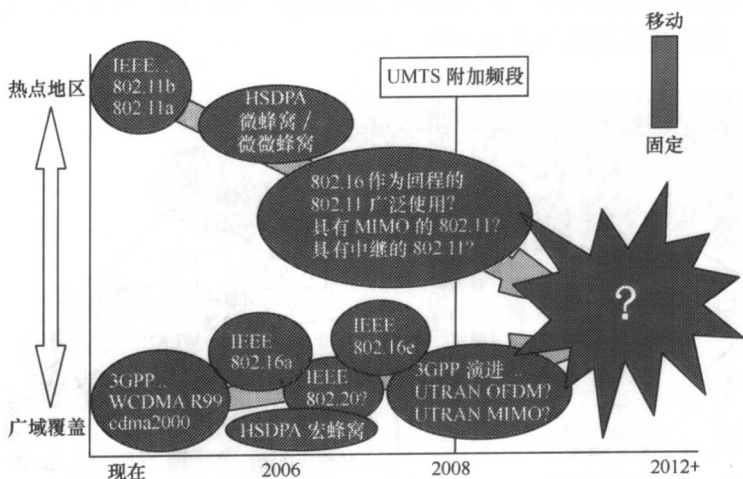 移动
固定
热点地区
广域覆盖
UMTS 附加频段
IEEE..
802.11b
802.11a
HSDPA
微蜂窝 /
微微蜂窝
802.16 作为回程的
802.11 广泛使用?
具有 MIMO 的 802.11?
具有中继的 802.11?
?
IEEE
802.16a
IEEE
802.16e
3GPP..
WCDMA R99
cdma2000
IEEE
802.20?
HSDPA 宏蜂窝
3GPP 演进 ..
UTRAN OFDM?
UTRAN MIMO?
现在
2006
2008
2012+